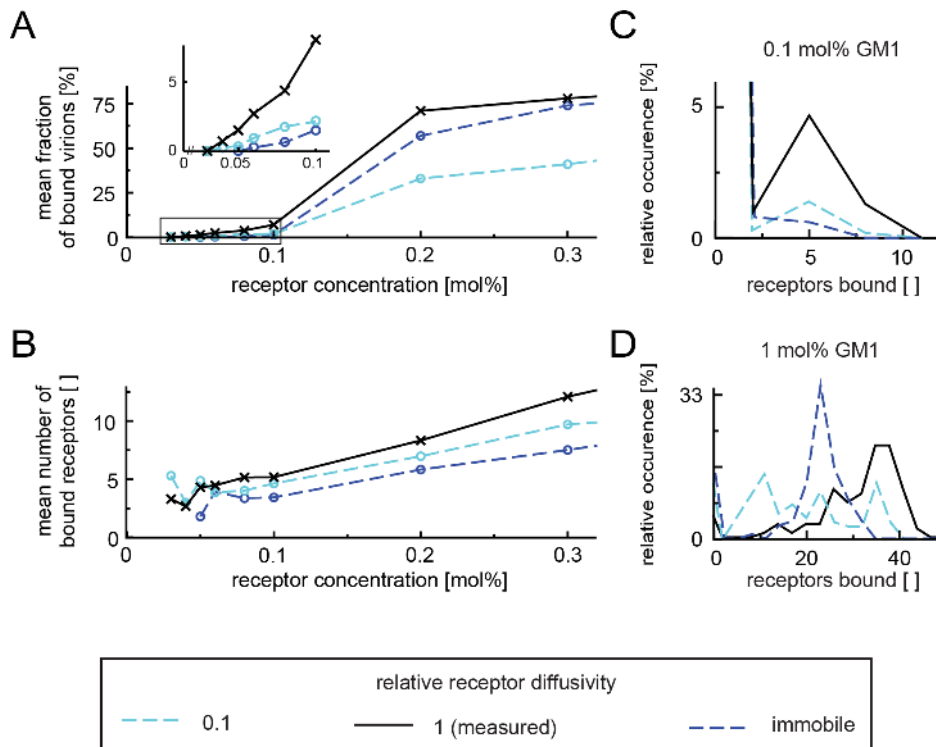 A
mean fraction
of bound virions [%]
75
50
25
0
5
0
0
0.05
0.1
0
0.1
0.2
0.3
receptor concentration [mol%]
C
0.1 mol% GM1
relative occurence [%]
5
0
0
5
10
receptors bound [ ]
B
mean number of
bound receptors [ ]
10
5
0
0
0.1
0.2
0.3
receptor concentration [mol%]
D
1 mol% GM1
relative occurence [%]
33
0
0
20
40
receptors bound [ ]
relative receptor diffusivity
0.1
1 (measured)
immobile